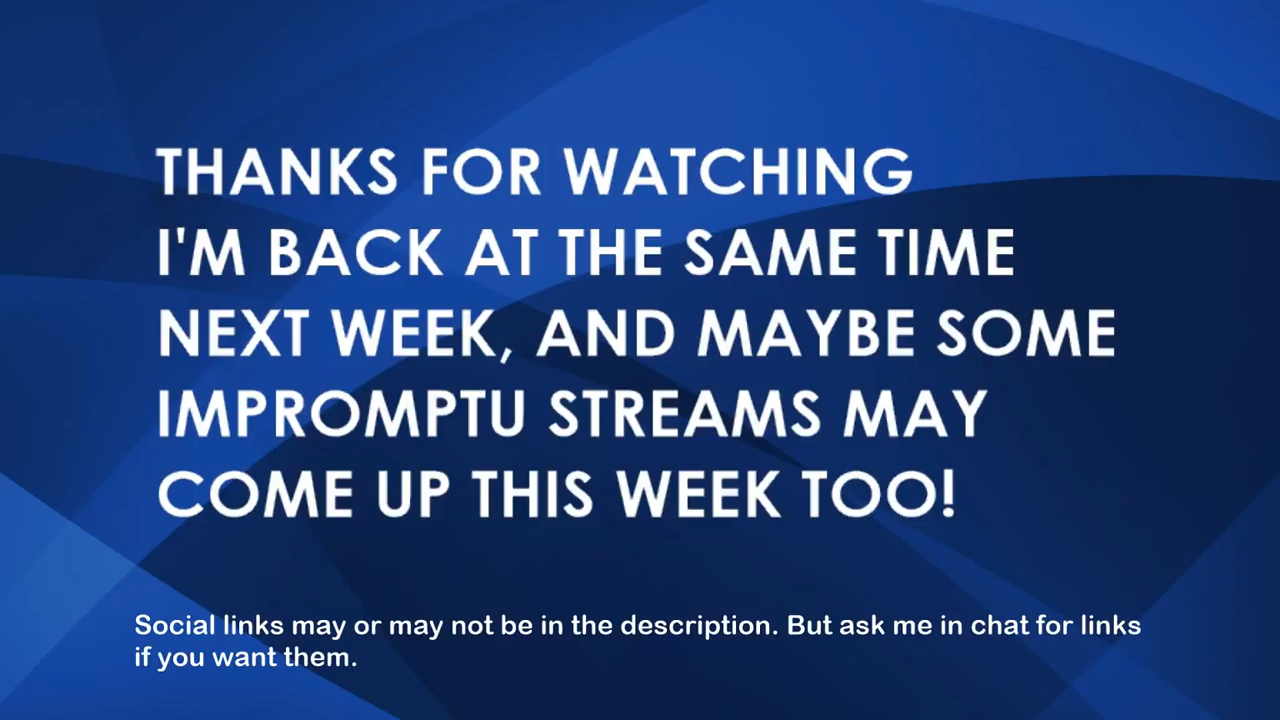 THANKS FOR WATCHING
I'M BACK AT THE SAME TIME
NEXT WEEK, AND MAYBE SOME
IMPROMPTU STREAMS MAY
COME UP THIS WEEK TOO!
Social links may or may not be in the description. But ask me in chat for links
if you want them.